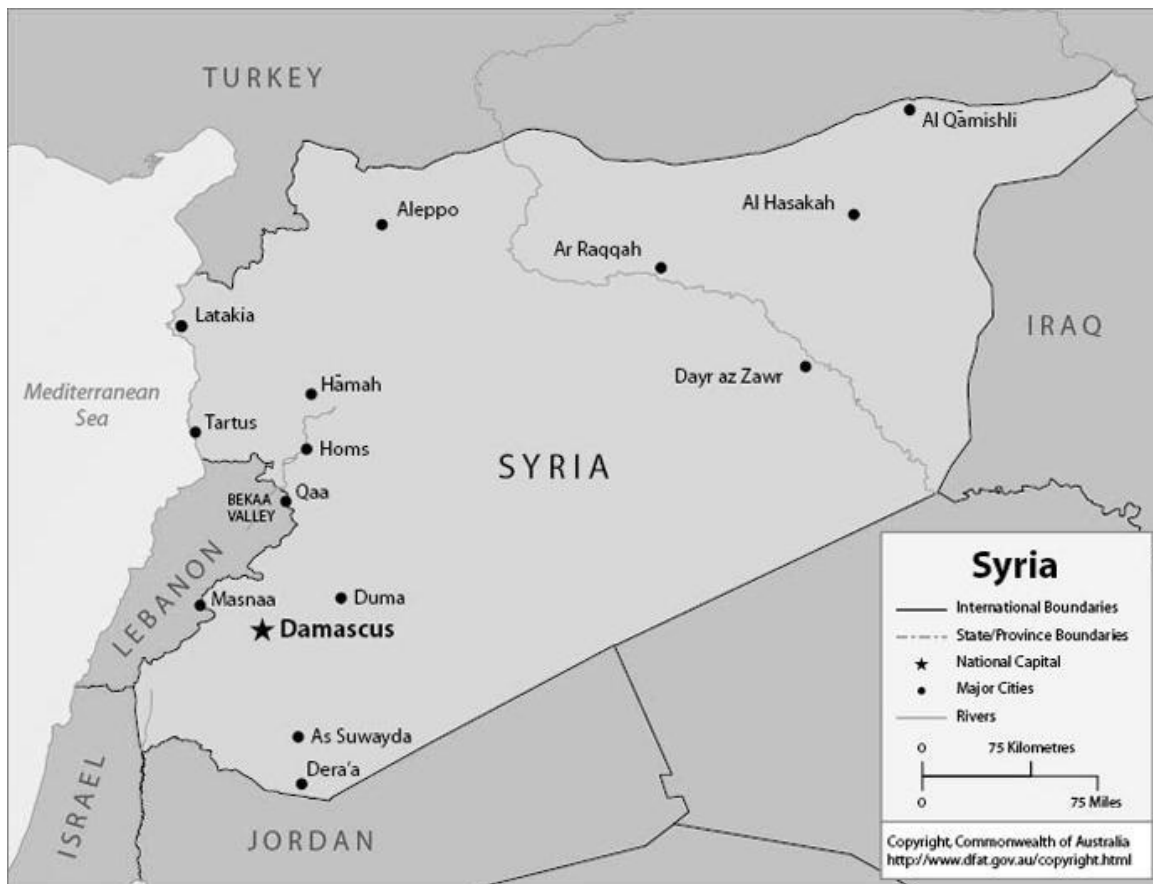 TURKEY
Al Qāmishli
Aleppo
Al Hasakah
Ar Raqqah
Latakia
IRAQ
Mediterranean
Sea
Hāmah
Dayr az Zawr
Tartus
Homs
SYRIA
Qaa
BEKAA
VALLEY
LEBANON
Masnaa
Duma
Damascus
As Suwayda
Dera'a
ISRAEL
JORDAN
Syria
International Boundaries
State/Province Boundaries
National Capital
Major Cities
Rivers
0 75 Kilometres
0 75 Miles
Copyright, Commonwealth of Australia
http://www.dfat.gov.au/copyright.html